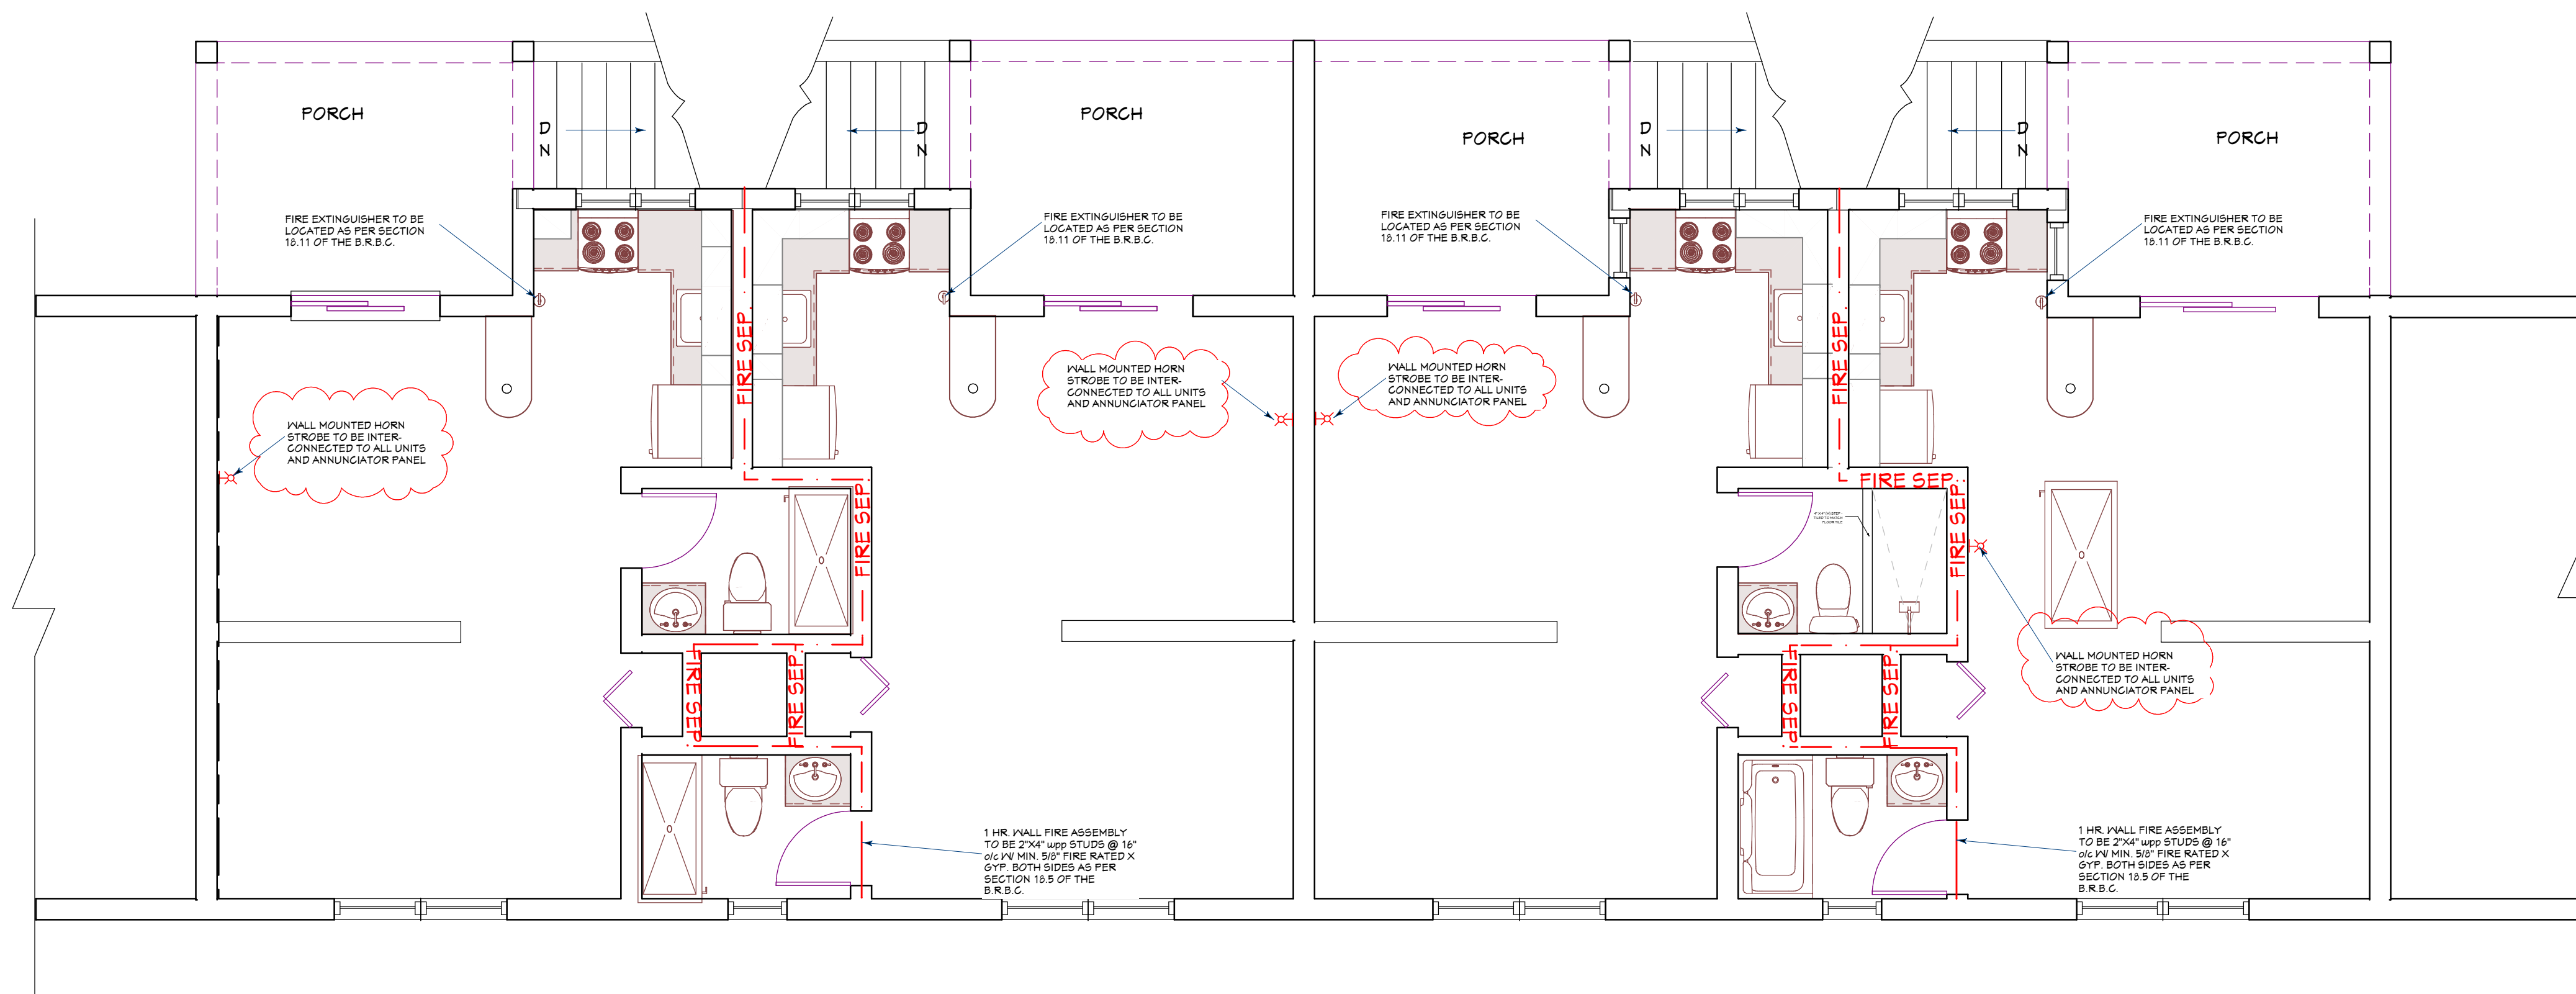 PORCH
D
N
D
N
PORCH
PORCH
D
N
D
N
PORCH
FIRE EXTINGUISHER TO BE
LOCATED AS PER SECTION
18.11 OF THE B.R.B.C.
FIRE EXTINGUISHER TO BE
LOCATED AS PER SECTION
18.11 OF THE B.R.B.C.
FIRE EXTINGUISHER TO BE
LOCATED AS PER SECTION
18.11 OF THE B.R.B.C.
FIRE EXTINGUISHER TO BE
LOCATED AS PER SECTION
18.11 OF THE B.R.B.C.
FIRE SEP.
FIRE SEP.
WALL MOUNTED HORN
STROBE TO BE INTER-
CONNECTED TO ALL UNITS
AND ANNUNCIATOR PANEL
WALL MOUNTED HORN
STROBE TO BE INTER-
CONNECTED TO ALL UNITS
AND ANNUNCIATOR PANEL
WALL MOUNTED HORN
STROBE TO BE INTER-
CONNECTED TO ALL UNITS
AND ANNUNCIATOR PANEL
FIRE SEP.
FIRE SEP.
FIRE SEP.
TILED TO MATCH
FLOOR TILE
FIRE SEP.
FIRE SEP.
FIRE SEP.
FIRE SEP.
WALL MOUNTED HORN
STROBE TO BE INTER-
CONNECTED TO ALL UNITS
AND ANNUNCIATOR PANEL
1 HR. WALL FIRE ASSEMBLY
TO BE 2"X4" wpp STUDS @ 16"
o/c W/ MIN. 5/8" FIRE RATED X
GYP. BOTH SIDES AS PER
SECTION 18.5 OF THE
B.R.B.C.
1 HR. WALL FIRE ASSEMBLY
TO BE 2"X4" wpp STUDS @ 16"
o/c W/ MIN. 5/8" FIRE RATED X
GYP. BOTH SIDES AS PER
SECTION 18.5 OF THE
B.R.B.C.